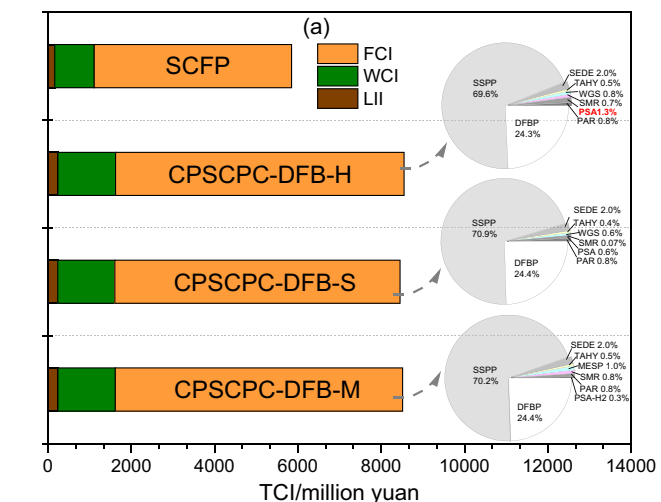 (a)
FCI
WCI
LII
SCFP
SSPP
69.6%
DFBP
24.3%
SEDE 2.0%
TAHY 0.5%
WGS 0.8%
SMR 0.7%
PSA1.3%
PAR 0.8%
CPSCPC-DFB-H
SSPP
70.9%
DFBP
24.4%
SEDE 2.0%
TAHY 0.4%
WGS 0.6%
SMR 0.07%
PSA 0.6%
PAR 0.8%
CPSCPC-DFB-S
SSPP
70.2%
DFBP
24.4%
SEDE 2.0%
TAHY 0.5%
MESP 1.0%
SMR 0.8%
PAR 0.8%
PSA-H2 0.3%
CPSCPC-DFB-M
0 2000 4000 6000 8000 10000 12000 14000
TCI/million yuan